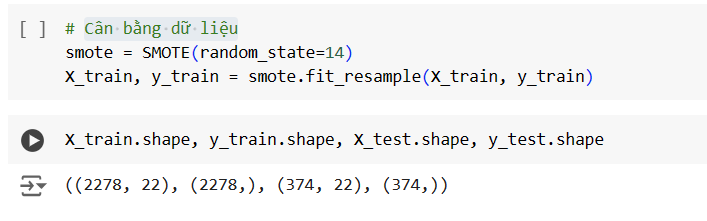 [ ] # Cân bằng dữ liệu
smote = SMOTE(random_state=14)
X_train, y_train = smote.fit_resample(X_train, y_train)
X_train.shape, y_train.shape, X_test.shape, y_test.shape
((2278, 22), (2278,), (374, 22), (374,))